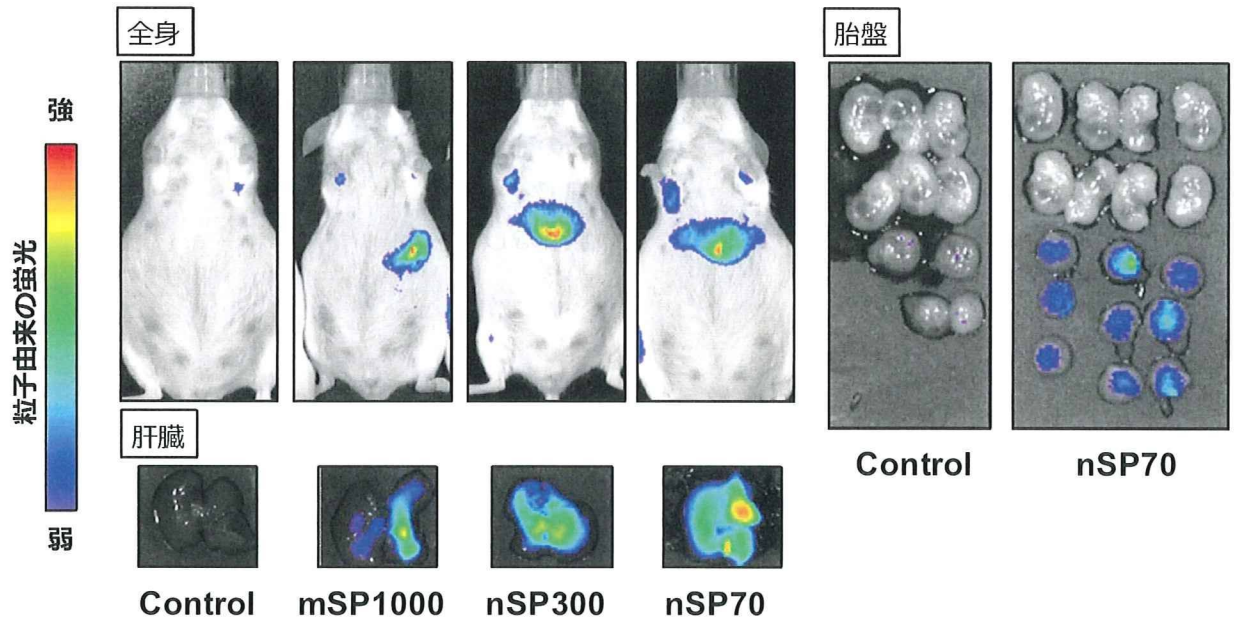 全身
胎盤
強
粒子由来の蛍光
弱
肝臓
Control
mSP1000
nSP300
nSP70
Control
nSP70